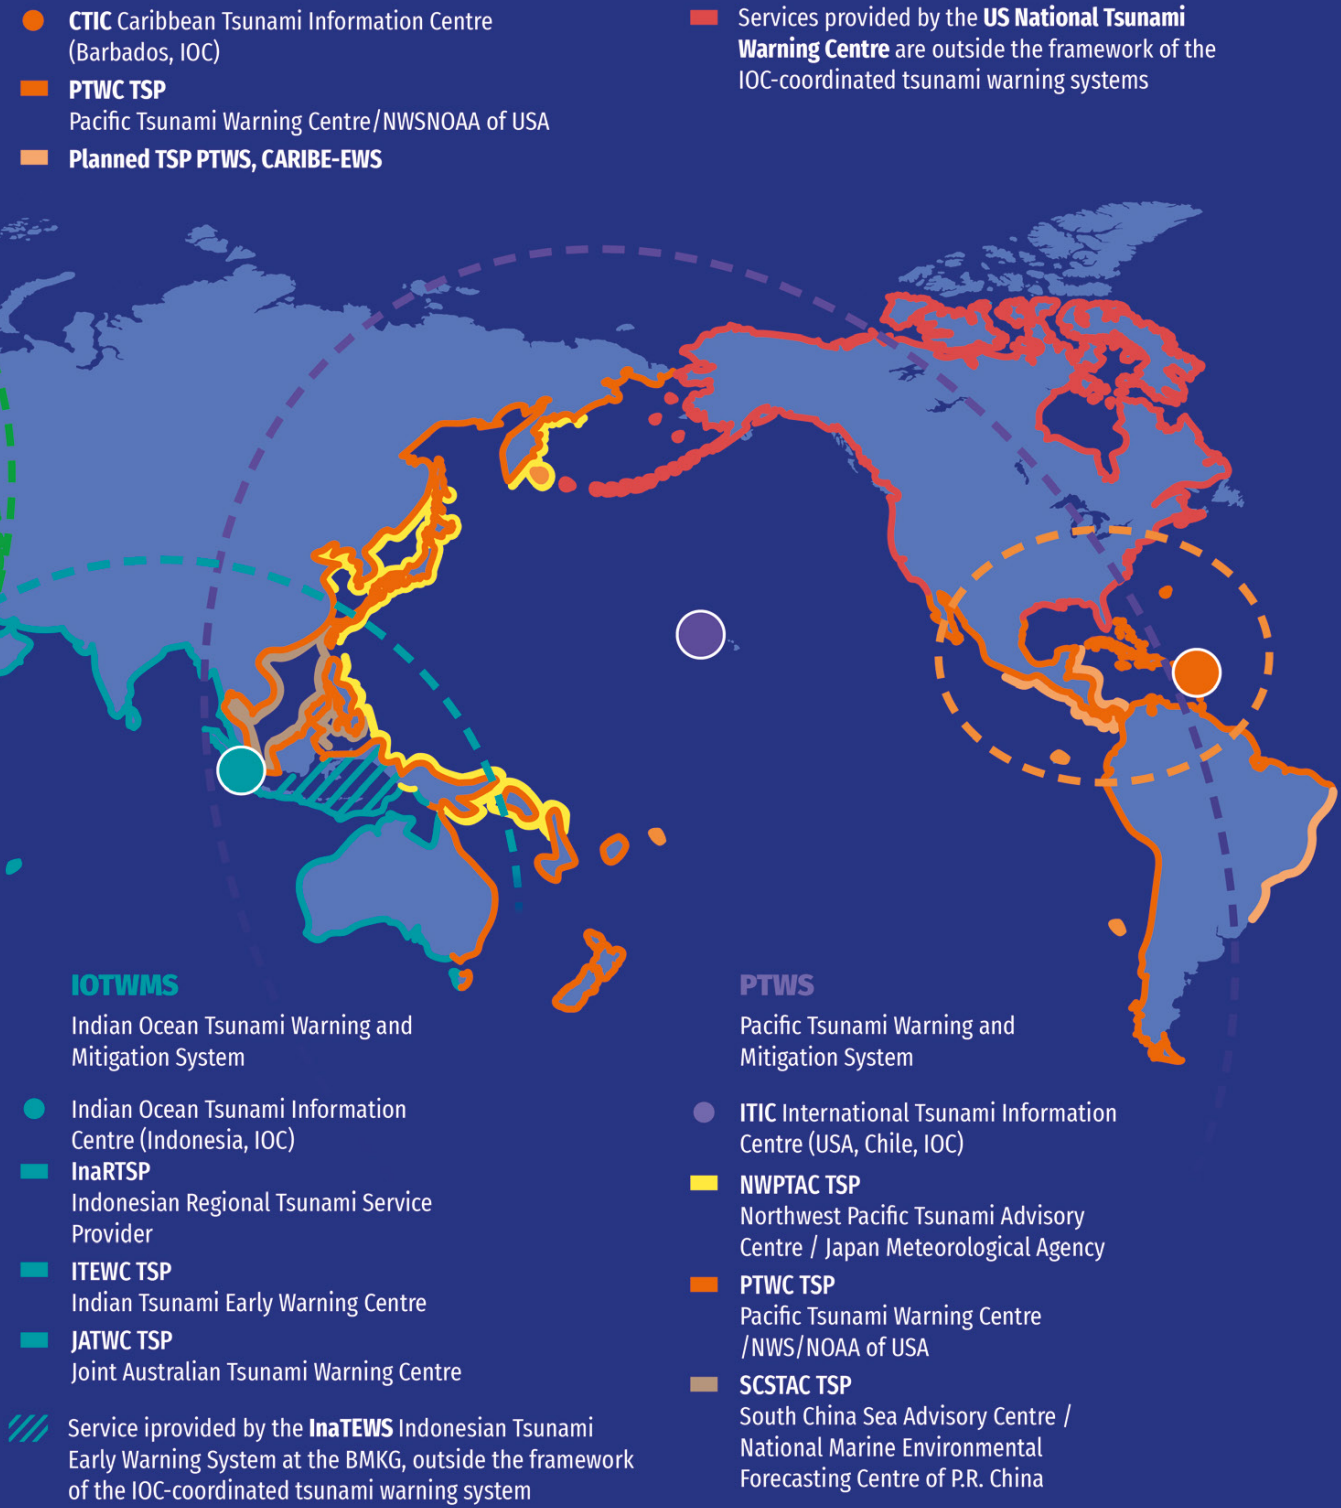 CTIC Caribbean Tsunami Information Centre
(Barbados, IOC)
PTWC TSP
Pacific Tsunami Warning Centre/NWSNOAA of USA
Planned TSP PTWS, CARIBE-EWS
Services provided by the US National Tsunami
Warning Centre are outside the framework of the
IOC-coordinated tsunami warning systems
IOTWMS
Indian Ocean Tsunami Warning and
Mitigation System
Indian Ocean Tsunami Information
Centre (Indonesia, IOC)
InaRTSP
Indonesian Regional Tsunami Service
Provider
ITEWC TSP
Indian Tsunami Early Warning Centre
JATWC TSP
Joint Australian Tsunami Warning Centre
Service iprovided by the InaTEWS Indonesian Tsunami
Early Warning System at the BMKG, outside the framework
of the IOC-coordinated tsunami warning system
PTWS
Pacific Tsunami Warning and
Mitigation System
ITIC International Tsunami Information
Centre (USA, Chile, IOC)
NWPTAC TSP
Northwest Pacific Tsunami Advisory
Centre / Japan Meteorological Agency
PTWC TSP
Pacific Tsunami Warning Centre
/NWS/NOAA of USA
SCSTAC TSP
South China Sea Advisory Centre /
National Marine Environmental
Forecasting Centre of P.R. China